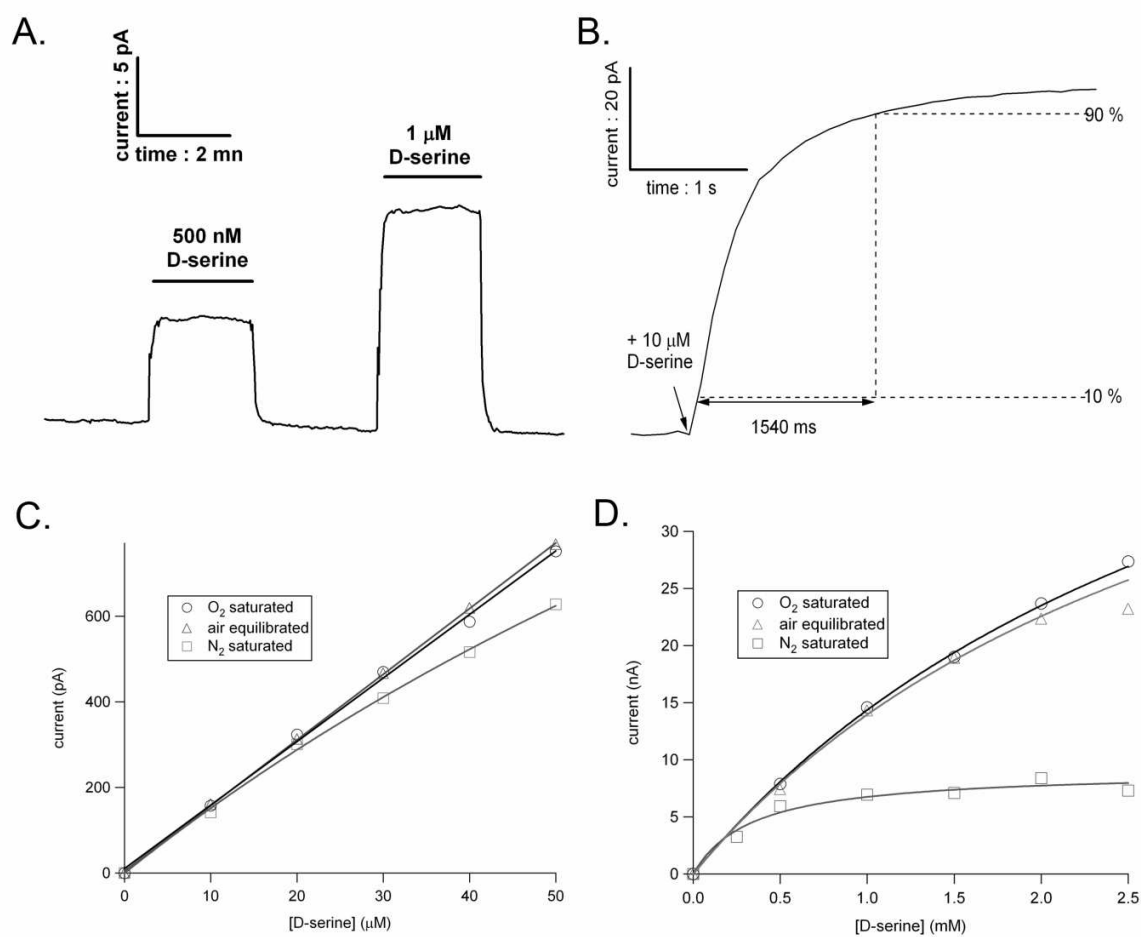 A.
current : 5 pA
time : 2 mn
500 nM
D-serine
1 μM
D-serine
B.
current : 20 pA
time : 1 s
90 %
+ 10 μM
D-serine
10 %
1540 ms
C.
current (pA)
600
400
200
0
O2 saturated
air equilibrated
N2 saturated
0 10 20 30 40 50
[D-serine] (μM)
D.
current (nA)
30
25
20
15
10
5
0
O2 saturated
air equilibrated
N2 saturated
0.0 0.5 1.0 1.5 2.0 2.5
[D-serine] (mM)